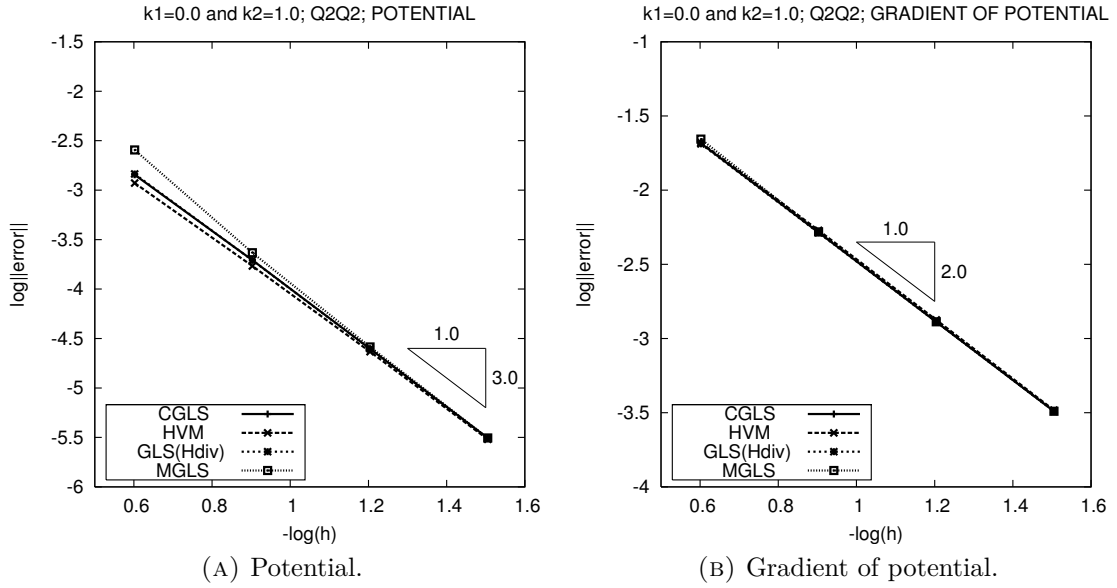 k1=0.0 and k2=1.0; Q2Q2; POTENTIAL
-1.5
-2
-2.5
-3
-3.5
-4
-4.5
-5
-5.5
-6
log||error||
1.0
3.0
CGLS
HVM
GLS(Hdiv)
MGLS
0.6 0.8 1 1.2 1.4 1.6
-log(h)
(A) Potential.
k1=0.0 and k2=1.0; Q2Q2; GRADIENT OF POTENTIAL
-1
-1.5
-2
-2.5
-3
-3.5
-4
log||error||
1.0
2.0
CGLS
HVM
GLS(Hdiv)
MGLS
0.6 0.8 1 1.2 1.4 1.6
-log(h)
(B) Gradient of potential.